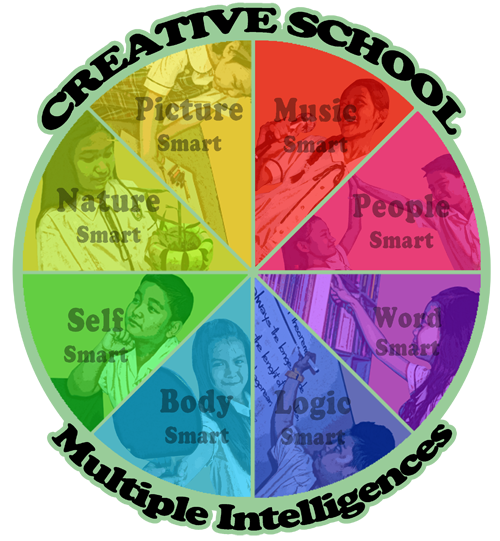 CREATIVE SCHOOL
Picture
Smart
Music
Smart
Nature
Smart
People
Smart
Self
Smart
Word
Smart
Body
Smart
Logic
Smart
Multiple Intelligences